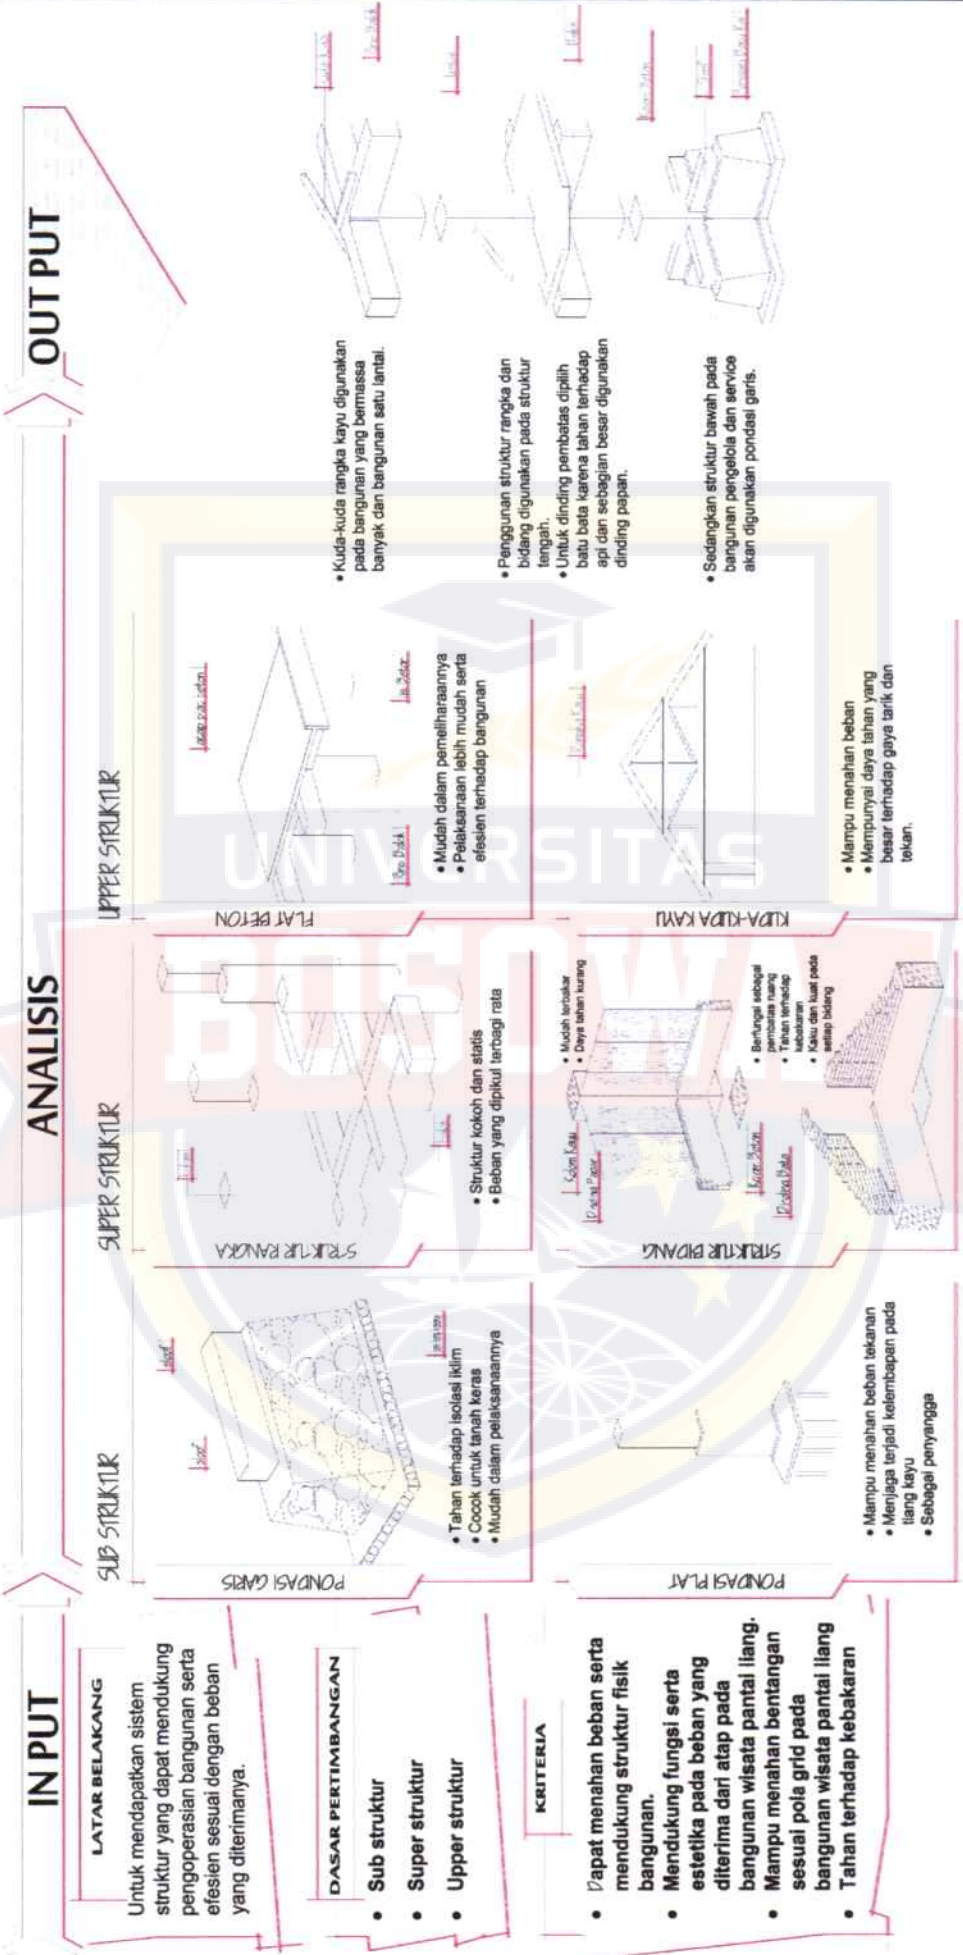 IN PUT
LATAR BELAKANG
Untuk mendapatkan sistem
struktur yang dapat mendukung
pengoperasian bangunan serta
efesien sesuai dengan beban
yang diterimanya.
DASAR PERTIMBANGAN
• Sub struktur
• Super struktur
• Upper struktur
KRITERIA
• Dapat menahan beban serta
mendukung struktur fisik
bangunan.
• Mendukung fungsi serta
estetika pada beban yang
diterima dari atap pada
bangunan wisata pantai liang.
• Mampu menahan bentangan
sesuai pola grid pada
bangunan wisata pantai liang
• Tahan terhadap kebakaran
ANALISIS
SUB STRUKTUR
PONDASI GARIS
• Tahan terhadap isolasi iklim
• Cocok untuk tanah keras
• Mudah dalam pelaksanaannya
PONDASI PLAT
• Mampu menahan beban tekanan
• Menjaga terjadi kelembapan pada
tiang kayu
• Sebagai penyangga
SUPER STRUKTUR
STRUKTUR RANGKA
• Struktur kokoh dan statis
• Beban yang dipikul terbagi rata
STRUKTUR BIDANG
Kolom Kayu
• Mudah terbakar
• Daya tahan kurang
Kolom Beton
Dinding Bata
• Berfungsi sebagai
pembatas ruang
• Tahan terhadap
kebakaran
• Kaku dan kuat pada
setiap bidang
UPPER STRUKTUR
PLAT BETON
• Mudah dalam pemeliharaannya
• Pelaksanaan lebih mudah serta
efesien terhadap bangunan
KUDA-KUDA KAYU
• Mampu menahan beban
• Mempunyai daya tahan yang
besar terhadap gaya tarik dan
tekan.
OUT PUT
• Kuda-kuda rangka kayu digunakan
pada bangunan yang bermassa
banyak dan bangunan satu lantai.
• Penggunan struktur rangka dan
bidang digunakan pada struktur
tengah.
• Untuk dinding pembatas dipilih
batu bata karena tahan terhadap
api dan sebagian besar digunakan
dinding papan.
• Sedangkan struktur bawah pada
bangunan pengelola dan service
akan digunakan pondasi garis.
UNIVERSITAS
BOSOWA